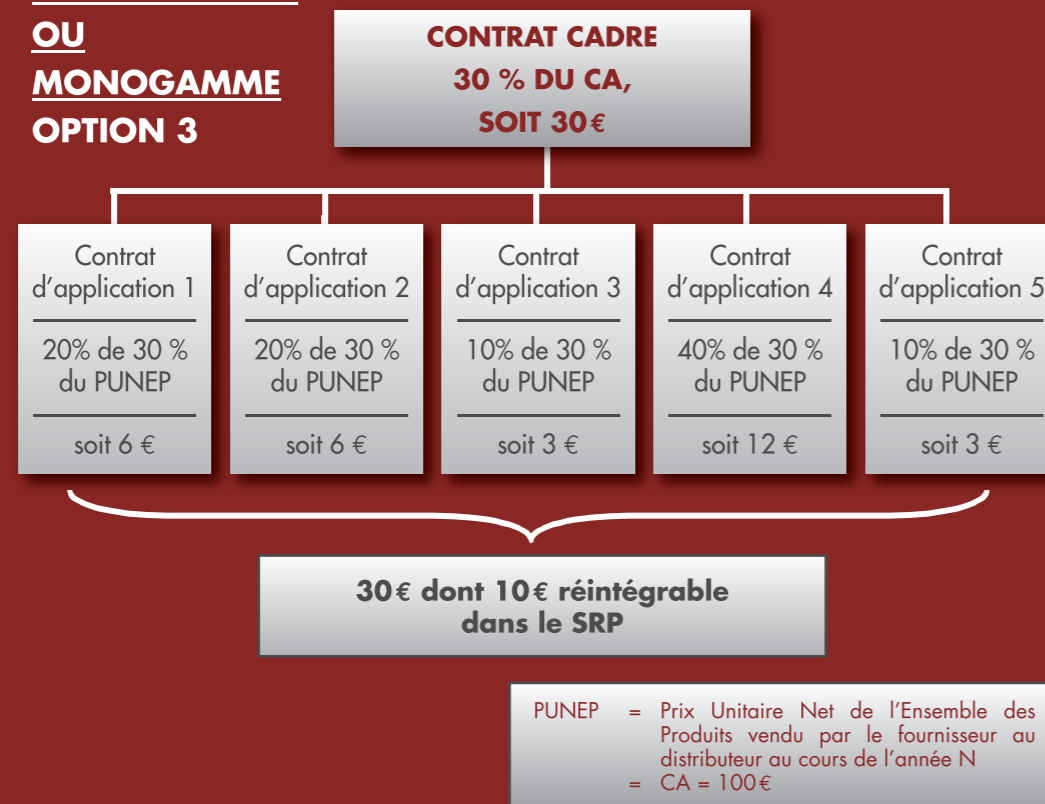 OU
MONOGAMME
OPTION 3
CONTRAT CADRE
30 % DU CA,
SOIT 30 €
Contrat
d'application 1
20% de 30 %
du PUNEP
soit 6 €
Contrat
d'application 2
20% de 30 %
du PUNEP
soit 6 €
Contrat
d'application 3
10% de 30 %
du PUNEP
soit 3 €
Contrat
d'application 4
40% de 30 %
du PUNEP
soit 12 €
Contrat
d'application 5
10% de 30 %
du PUNEP
soit 3 €
30 € dont 10 € réintégrable
dans le SRP
PUNEP = Prix Unitaire Net de l'Ensemble des
Produits vendu par le fournisseur au
distributeur au cours de l'année N
= CA = 100 €